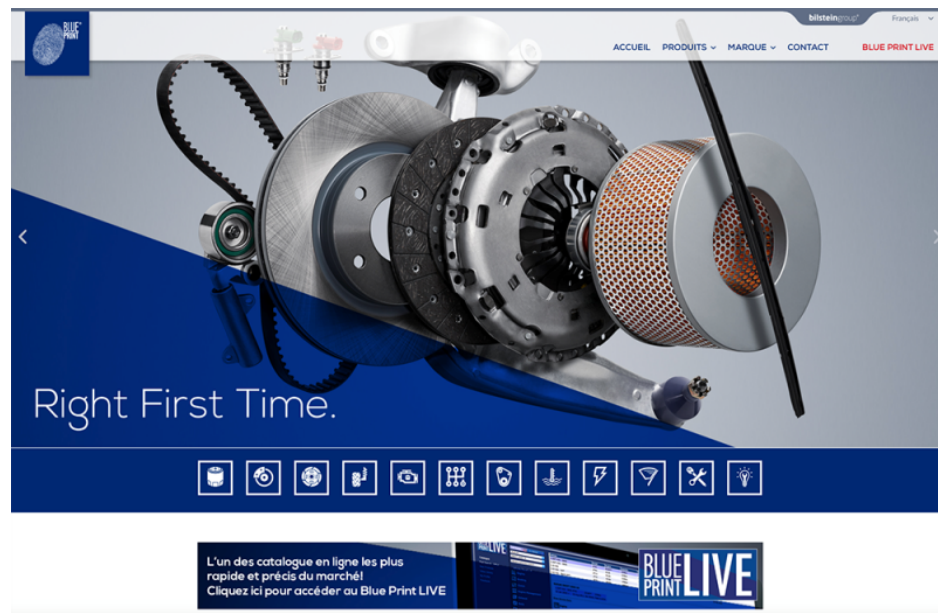 BLUE
PRINT
bilsteingroup
Français
ACCUEIL PRODUITS MARQUE CONTACT BLUE PRINT LIVE
Right First Time.
L'un des catalogue en ligne les plus
rapide et précis du marché!
Cliquez ici pour accéder au Blue Print LIVE
BLUE
PRINT LIVE